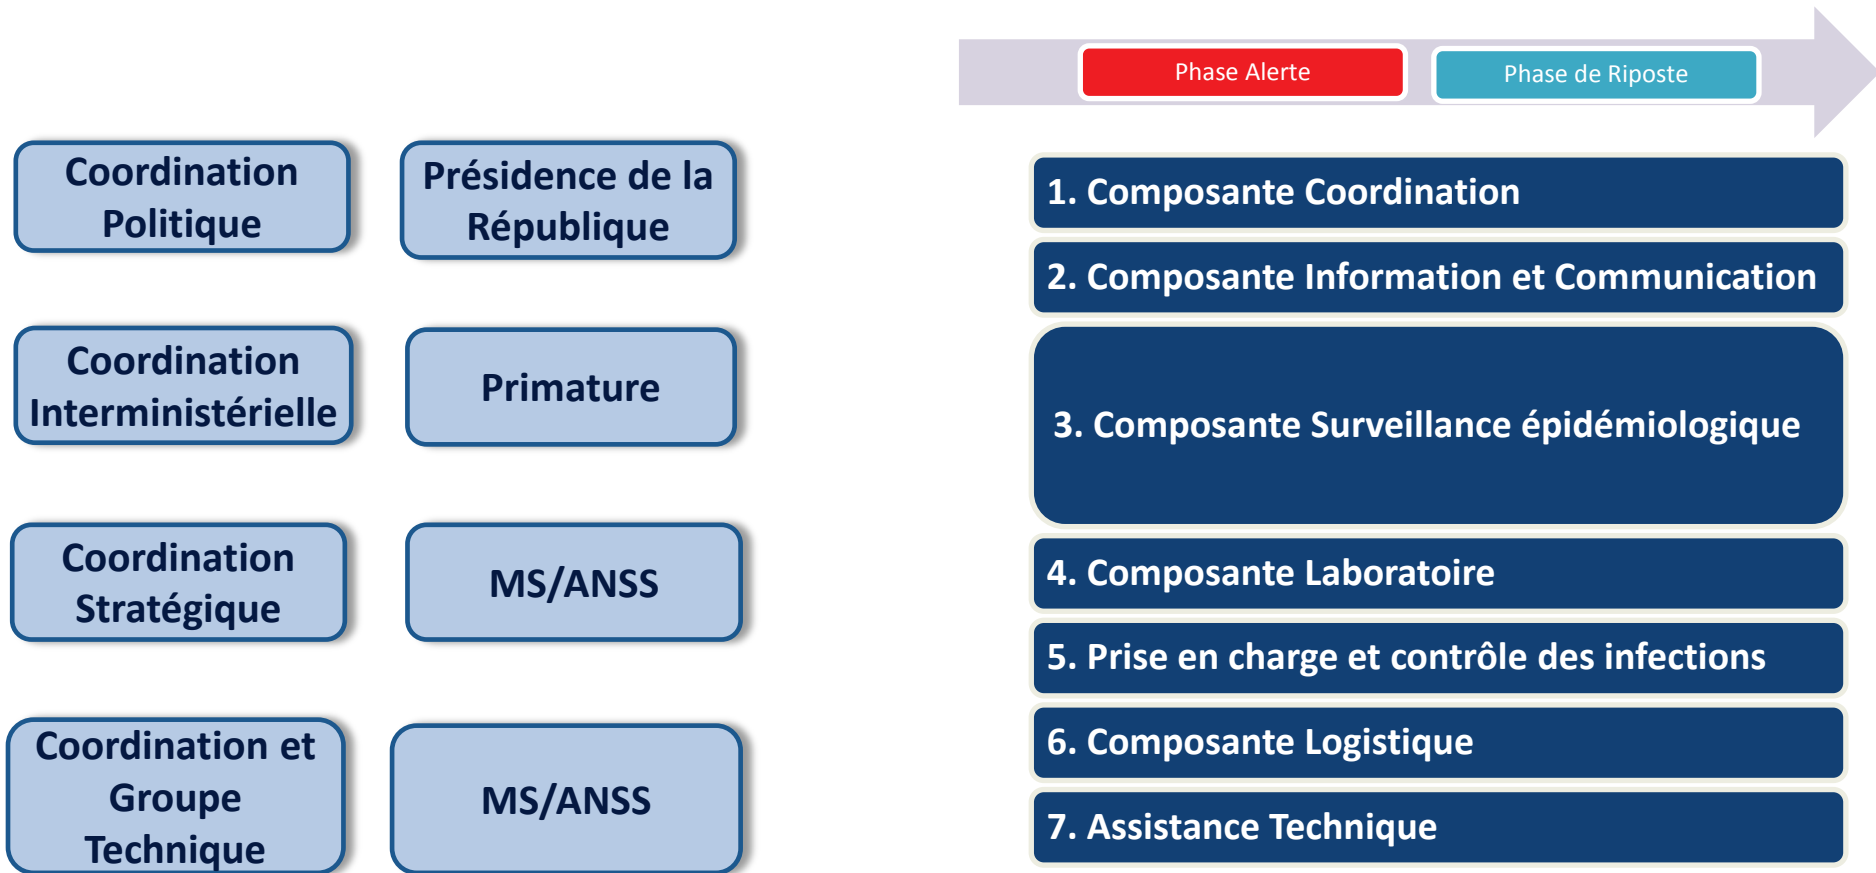 Phase Alerte
Phase de Riposte
Coordination
Politique
Présidence de la
République
Coordination
Interministérielle
Primature
Coordination
Stratégique
MS/ANSS
Coordination et
Groupe
Technique
MS/ANSS
1. Composante Coordination
2. Composante Information et Communication
3. Composante Surveillance épidémiologique
4. Composante Laboratoire
5. Prise en charge et contrôle des infections
6. Composante Logistique
7. Assistance Technique